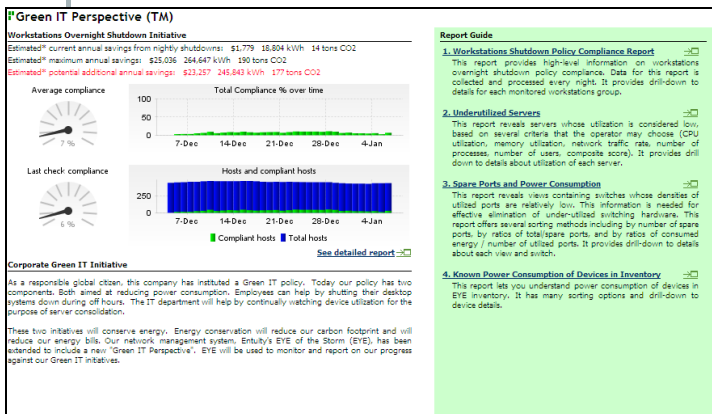 Green IT Perspective (TM)
Workstations Overnight Shutdown Initiative
Estimated* current annual savings from nightly shutdowns: $1,779 18,804 kWh 14 tons CO2
Estimated* maximum annual savings: $25,036 264,647 kWh 190 tons CO2
Estimated* potential additional annual savings: $23,257 245,843 kWh 177 tons CO2
Average compliance
7 %
Total Compliance % over time
100
50
0
7-Dec 14-Dec 21-Dec 28-Dec 4-Jan
Last check compliance
6 %
Hosts and compliant hosts
250
0
7-Dec 14-Dec 21-Dec 28-Dec 4-Jan
Compliant hosts Total hosts
See detailed report
Corporate Green IT Initiative
As a responsible global citizen, this company has instituted a Green IT policy. Today our policy has two
components. Both aimed at reducing power consumption. Employees can help by shutting their desktop
systems down during off hours. The IT department will help by continually watching device utilization for the
purpose of server consolidation.
These two initiatives will conserve energy. Energy conservation will reduce our carbon footprint and will
reduce our energy bills. Our network management system, Entuity's EYE of the Storm (EYE), has been
extended to include a new "Green IT Perspective". EYE will be used to monitor and report on our progress
against our Green IT initiatives.
Report Guide
1. Workstations Shutdown Policy Compliance Report
This report provides high-level information on workstations
overnight shutdown policy compliance. Data for this report is
collected and processed every night. It provides drill-down to
details for each monitored workstations group.
2. Underutilized Servers
This report reveals servers whose utilization is considered low,
based on several criteria that the operator may choose (CPU
utilization, memory utilization, network traffic rate, number of
processes, number of users, composite score). It provides drill
down to details about utilization of each server.
3. Spare Ports and Power Consumption
This report reveals views containing switches whose densities of
utilized ports are relatively low. This information is needed for
effective elimination of under-utilized switching hardware. This
report offers several sorting methods including by number of spare
ports, by ratios of total/spare ports, and by ratios of consumed
energy / number of utilized ports. It provides drill-down to details
about each view and switch.
4. Known Power Consumption of Devices in Inventory
This report lets you understand power consumption of devices in
EYE inventory. It has many sorting options and drill-down to
device details.